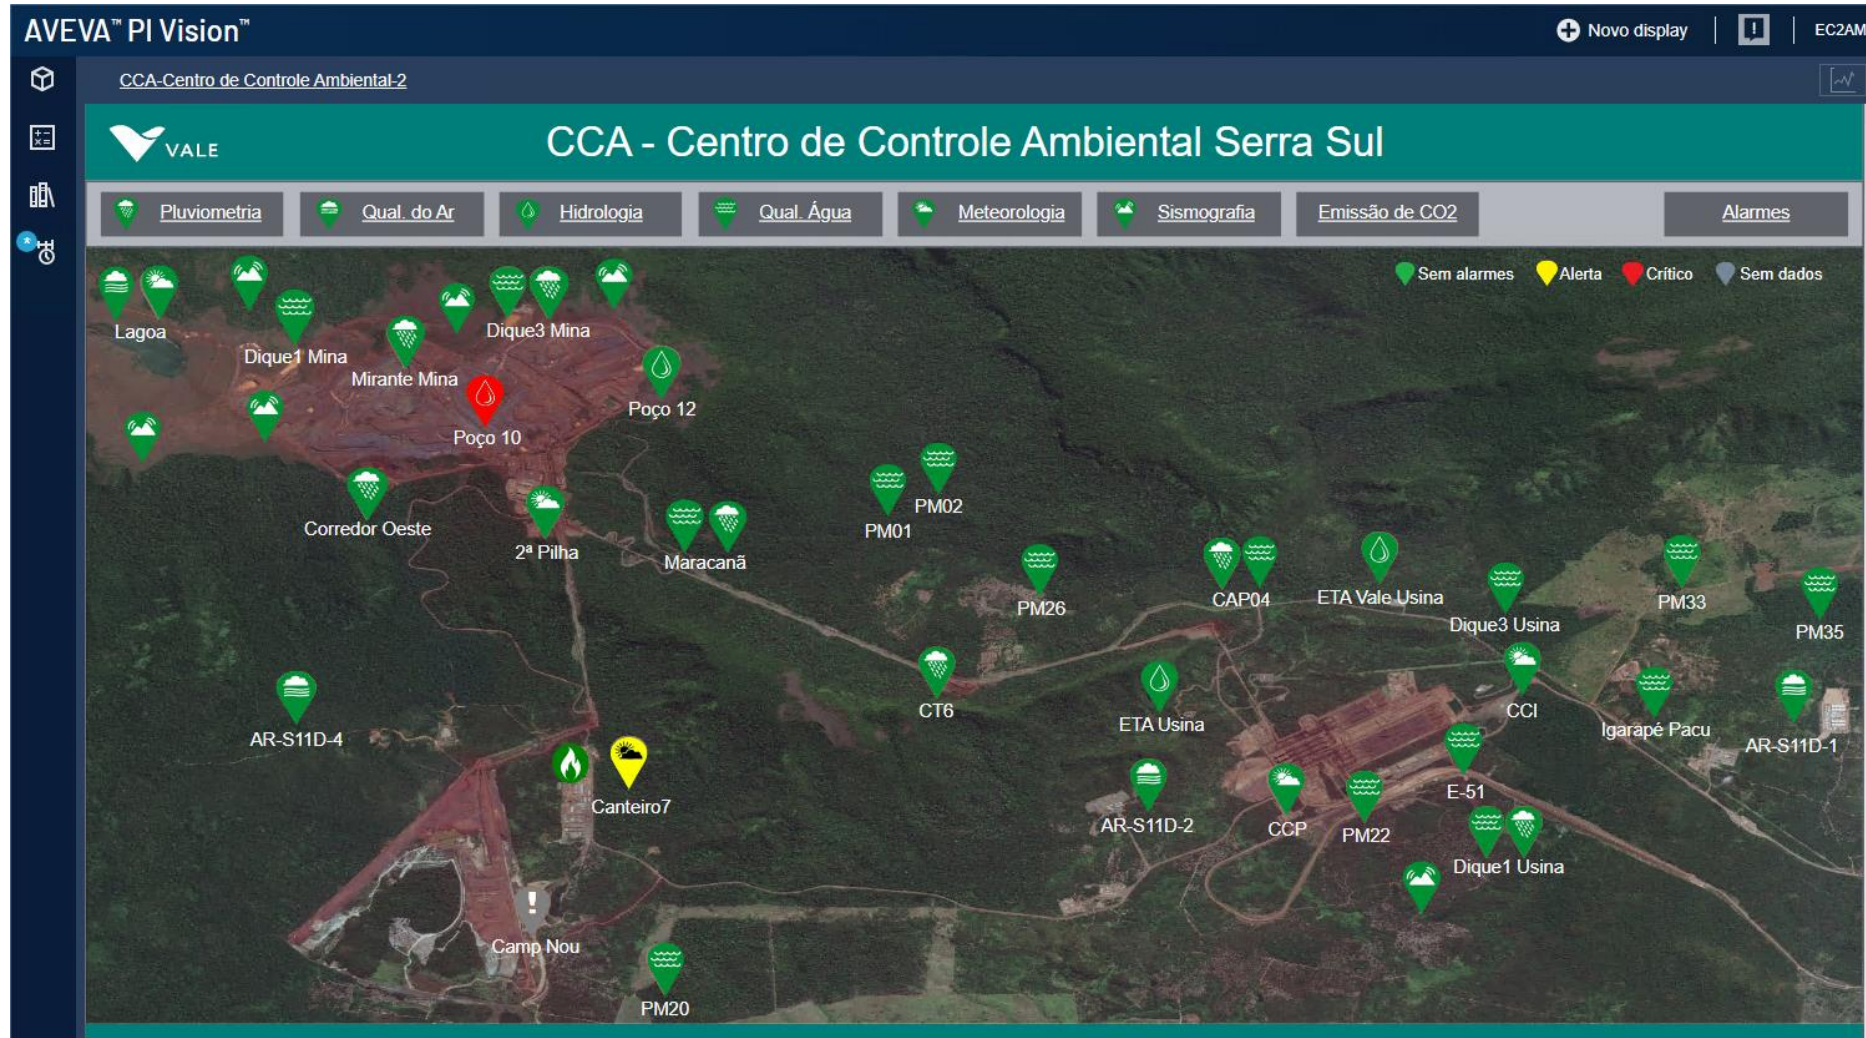 AVEVA™ PI Vision™
Novo display
EC2AM
CCA-Centro de Controle Ambiental-2
VALE
CCA - Centro de Controle Ambiental Serra Sul
Pluviometria
Qual. do Ar
Hidrologia
Qual. Água
Meteorologia
Sismografia
Emissão de CO2
Alarmes
Sem alarmes
Alerta
Crítico
Sem dados
Lagoa
Dique1 Mina
Mirante Mina
Dique3 Mina
Poço 12
Poço 10
Corredor Oeste
2ª Pilha
Maracanã
PM01
PM02
PM26
CAP04
ETA Vale Usina
Dique3 Usina
PM33
PM35
AR-S11D-4
CT6
ETA Usina
CCI
Igarapé Pacu
AR-S11D-1
Canteiro7
AR-S11D-2
CCP
PM22
E-51
Dique1 Usina
Camp Nou
PM20